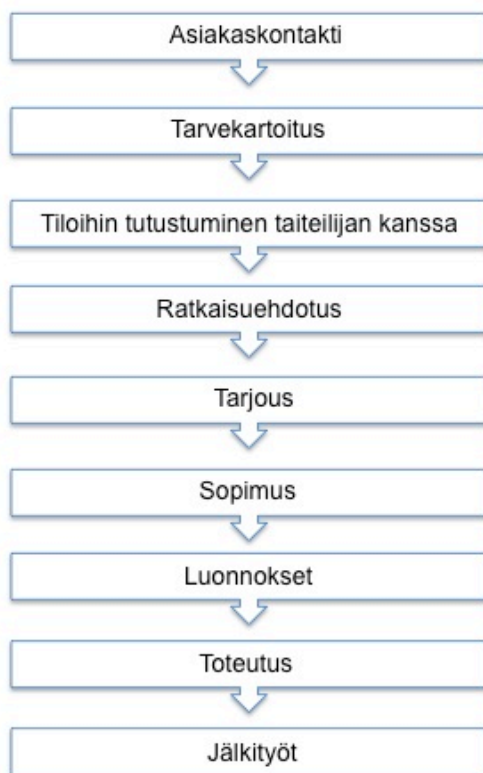 Asiakaskontakti
Tarvekartoitus
Tiloihin tutustuminen taiteilijan kanssa
Ratkaisuehdotus
Tarjous
Sopimus
Luonnokset
Toteutus
Jälkityöt